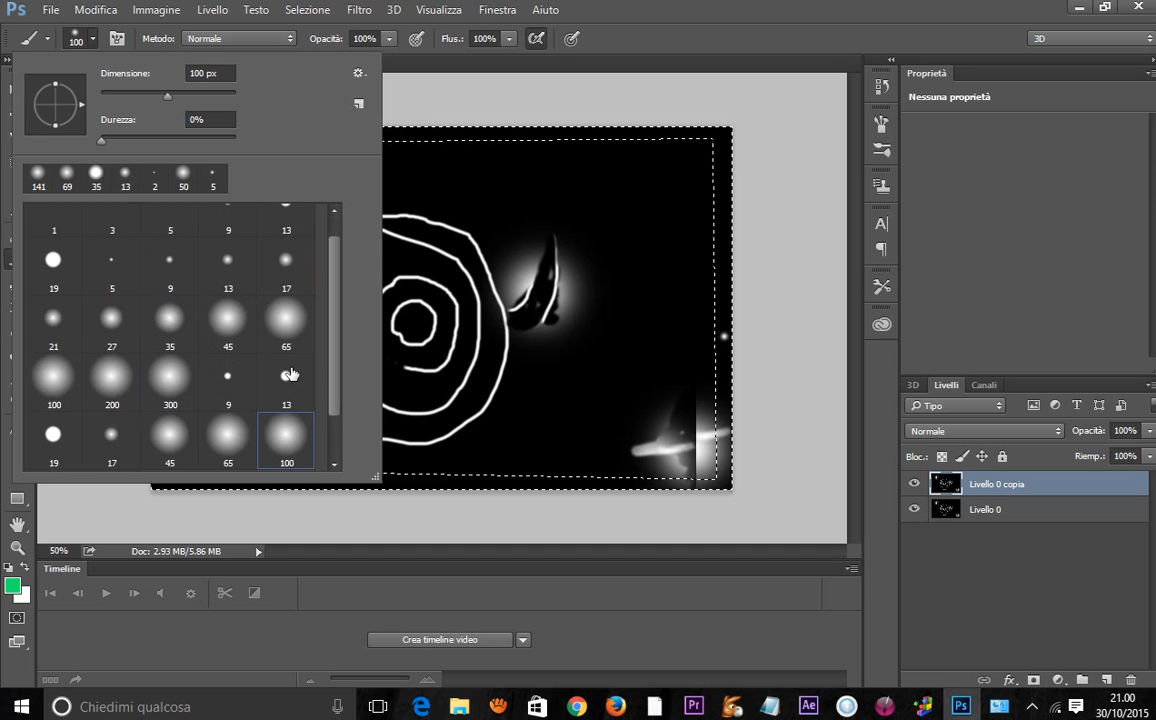 Ps File Modifica Immagine Livello Testo Selezione Filtro 3D Visualizza Finestra Aiuto
100 Metodo: Normale Opacità: 100% Flus.: 100% 3D
Dimensione: 100 px
Durezza: 0%
141 69 35 13 2 50 5
1 3 5 9 13
19 5 9 13 17
21 27 35 45 65
100 200 300 9 13
19 17 45 65 100
Proprietà
Nessuna proprietà
3D Livelli Canali
Tipo
Normale Opacità: 100%
Bloc.: Riemp.: 100%
Livello 0 copia
Livello 0
50% Doc: 2.93 MB/5.86 MB
Timeline
Crea timeline video
Chiedimi qualcosa
Pr Ae Ps
21.00
30/10/2015